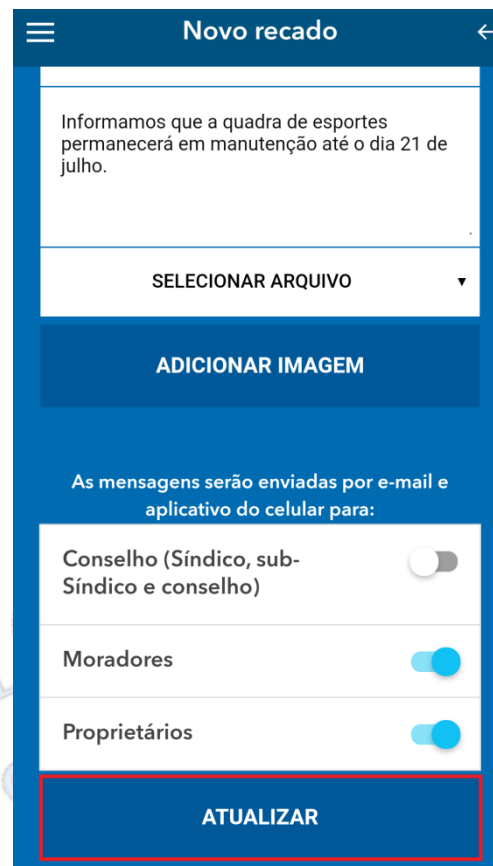 Novo recado
Informamos que a quadra de esportes
permanecerá em manutenção até o dia 21 de
julho.
SELECIONAR ARQUIVO
ADICIONAR IMAGEM
As mensagens serão enviadas por e-mail e
aplicativo do celular para:
Conselho (Síndico, sub-
Síndico e conselho)
Moradores
Proprietários
ATUALIZAR